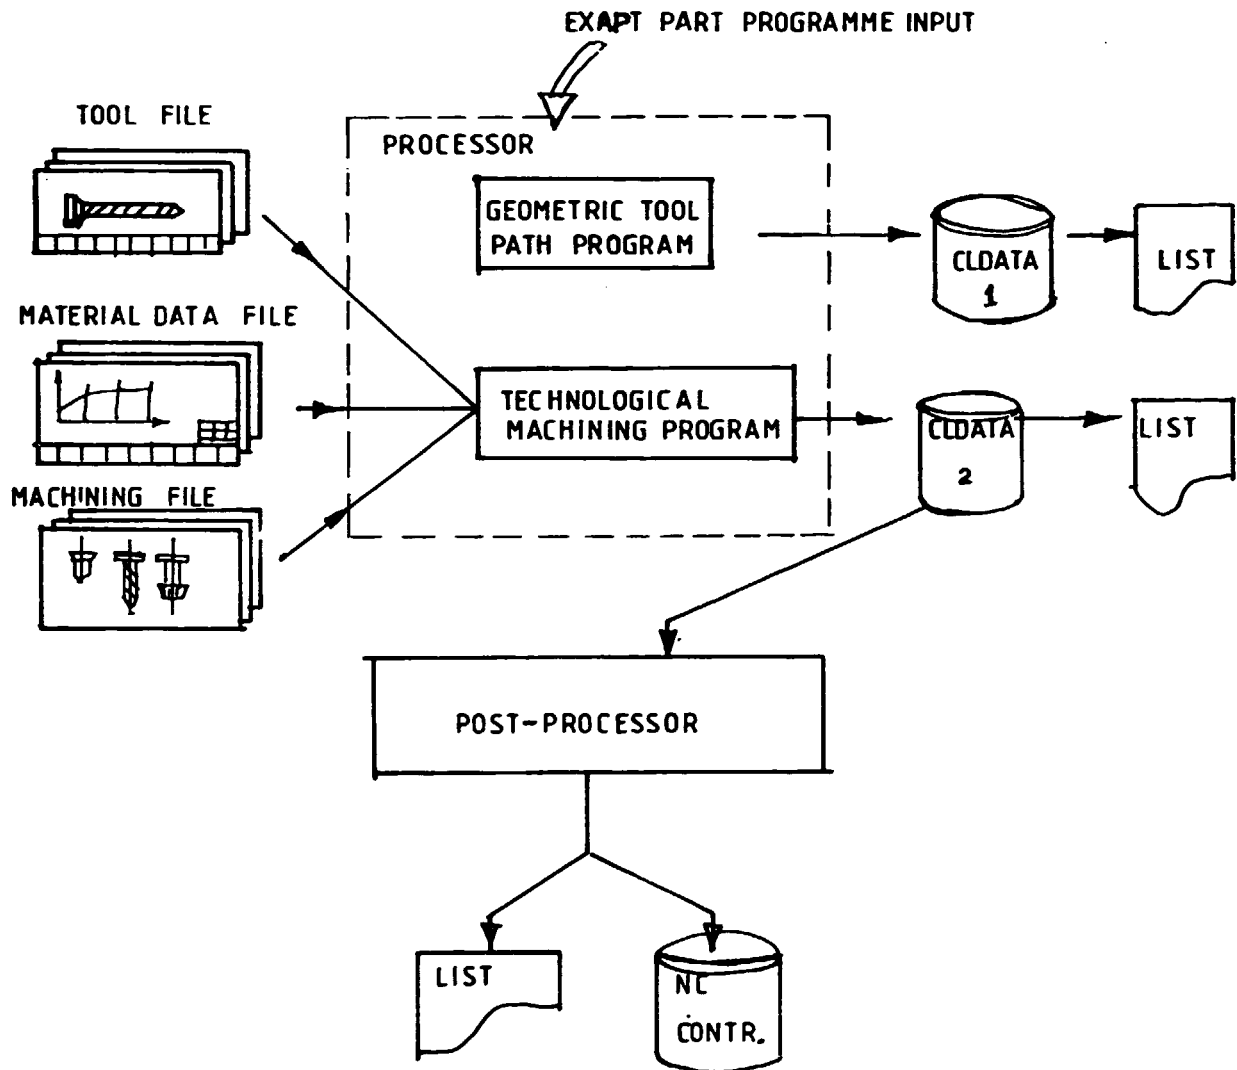 EXAPT PART PROGRAMME INPUT
TOOL FILE
PROCESSOR
GEOMETRIC TOOL
PATH PROGRAM
CLDATA
1
LIST
MATERIAL DATA FILE
TECHNOLOGICAL
MACHINING PROGRAM
CLDATA
2
LIST
MACHINING FILE
POST-PROCESSOR
LIST
NC
CONTR.